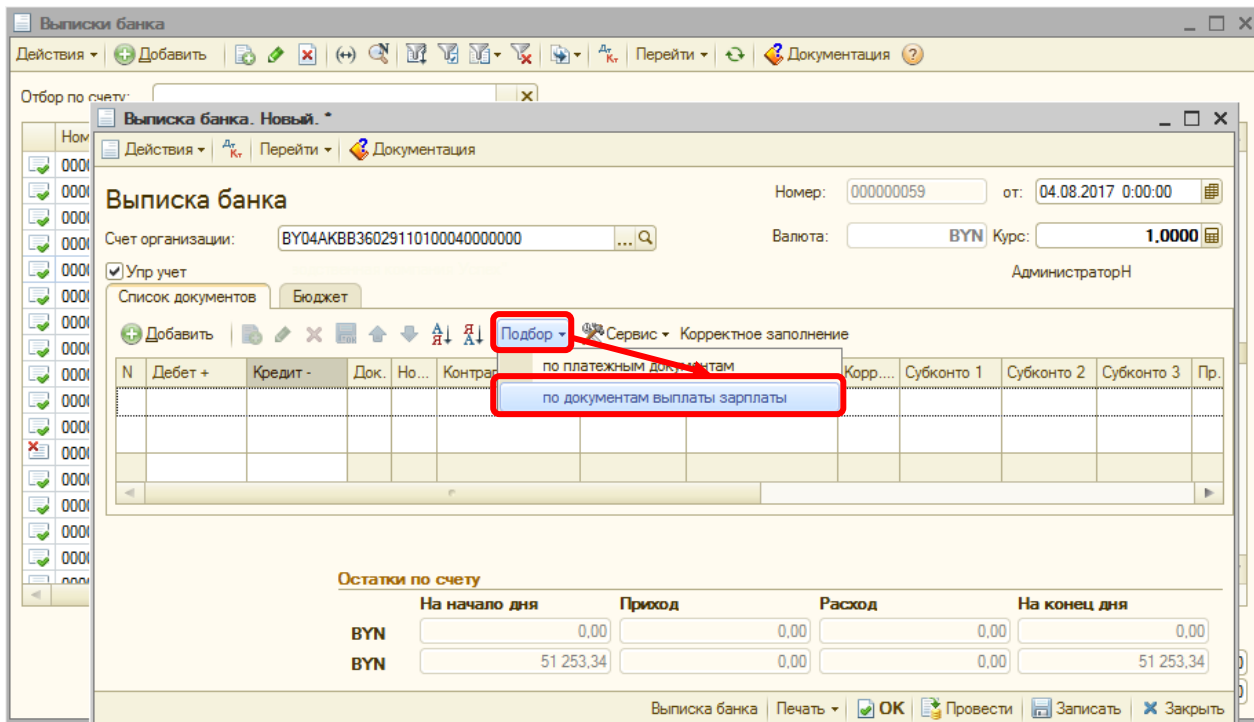 Выписки банка
Действия Добавить Дт Кт Перейти Документация ?
Отбор по счету:
Выписка банка. Новый. *
Ном
Действия Дт Кт Перейти Документация
Выписка банка
Номер: 000000059 от: 04.08.2017 0:00:00
Счет организации: BY04AKBB36029110100040000000 ... Валюта: BYN Курс: 1,0000
Упр учет АдминистраторН
Список документов Бюджет
Добавить Подбор Сервис Корректное заполнение
по платежным документам
N Дебет + Кредит - Док. Но... Контраг Корр.... Субконто 1 Субконто 2 Субконто 3 Пр.
по документам выплаты зарплаты
Остатки по счету
На начало дня Приход Расход На конец дня
BYN 0,00 0,00 0,00 0,00
BYN 51 253,34 0,00 0,00 51 253,34
Выписка банка Печать OK Провести Записать Закрыть